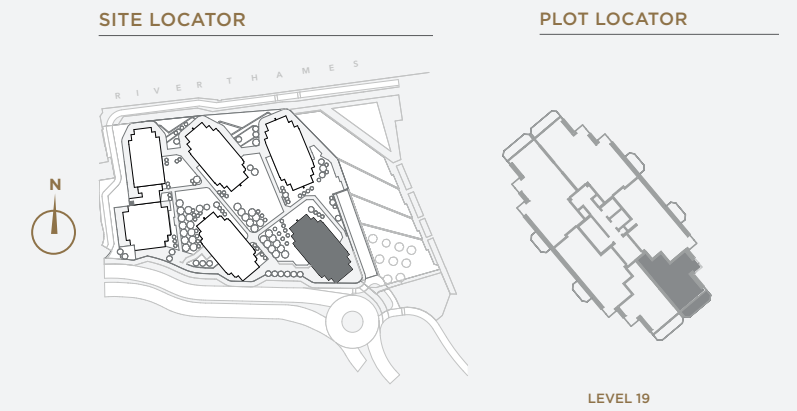 SITE LOCATOR
PLOT LOCATOR
RIVER THAMES
N
LEVEL 19